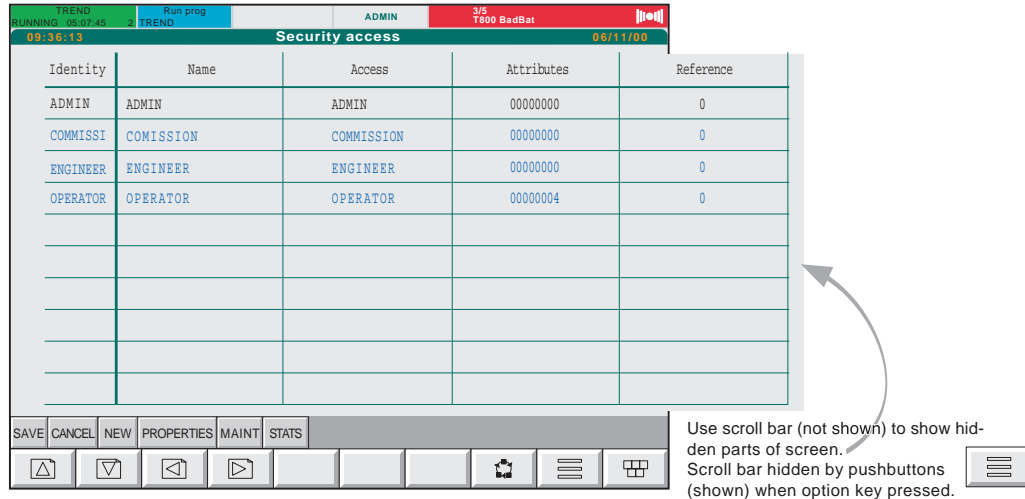 TREND Run prog ADMIN 3/5
RUNNING 05:07:45 2 TREND T800 BadBat
09:36:13 Security access 06/11/00
Identity Name Access Attributes Reference
ADMIN ADMIN ADMIN 00000000 0
COMMISSI COMISSION COMMISSION 00000000 0
ENGINEER ENGINEER ENGINEER 00000000 0
OPERATOR OPERATOR OPERATOR 00000004 0
SAVE CANCEL NEW PROPERTIES MAINT STATS
Use scroll bar (not shown) to show hid-
den parts of screen.
Scroll bar hidden by pushbuttons
(shown) when option key pressed.